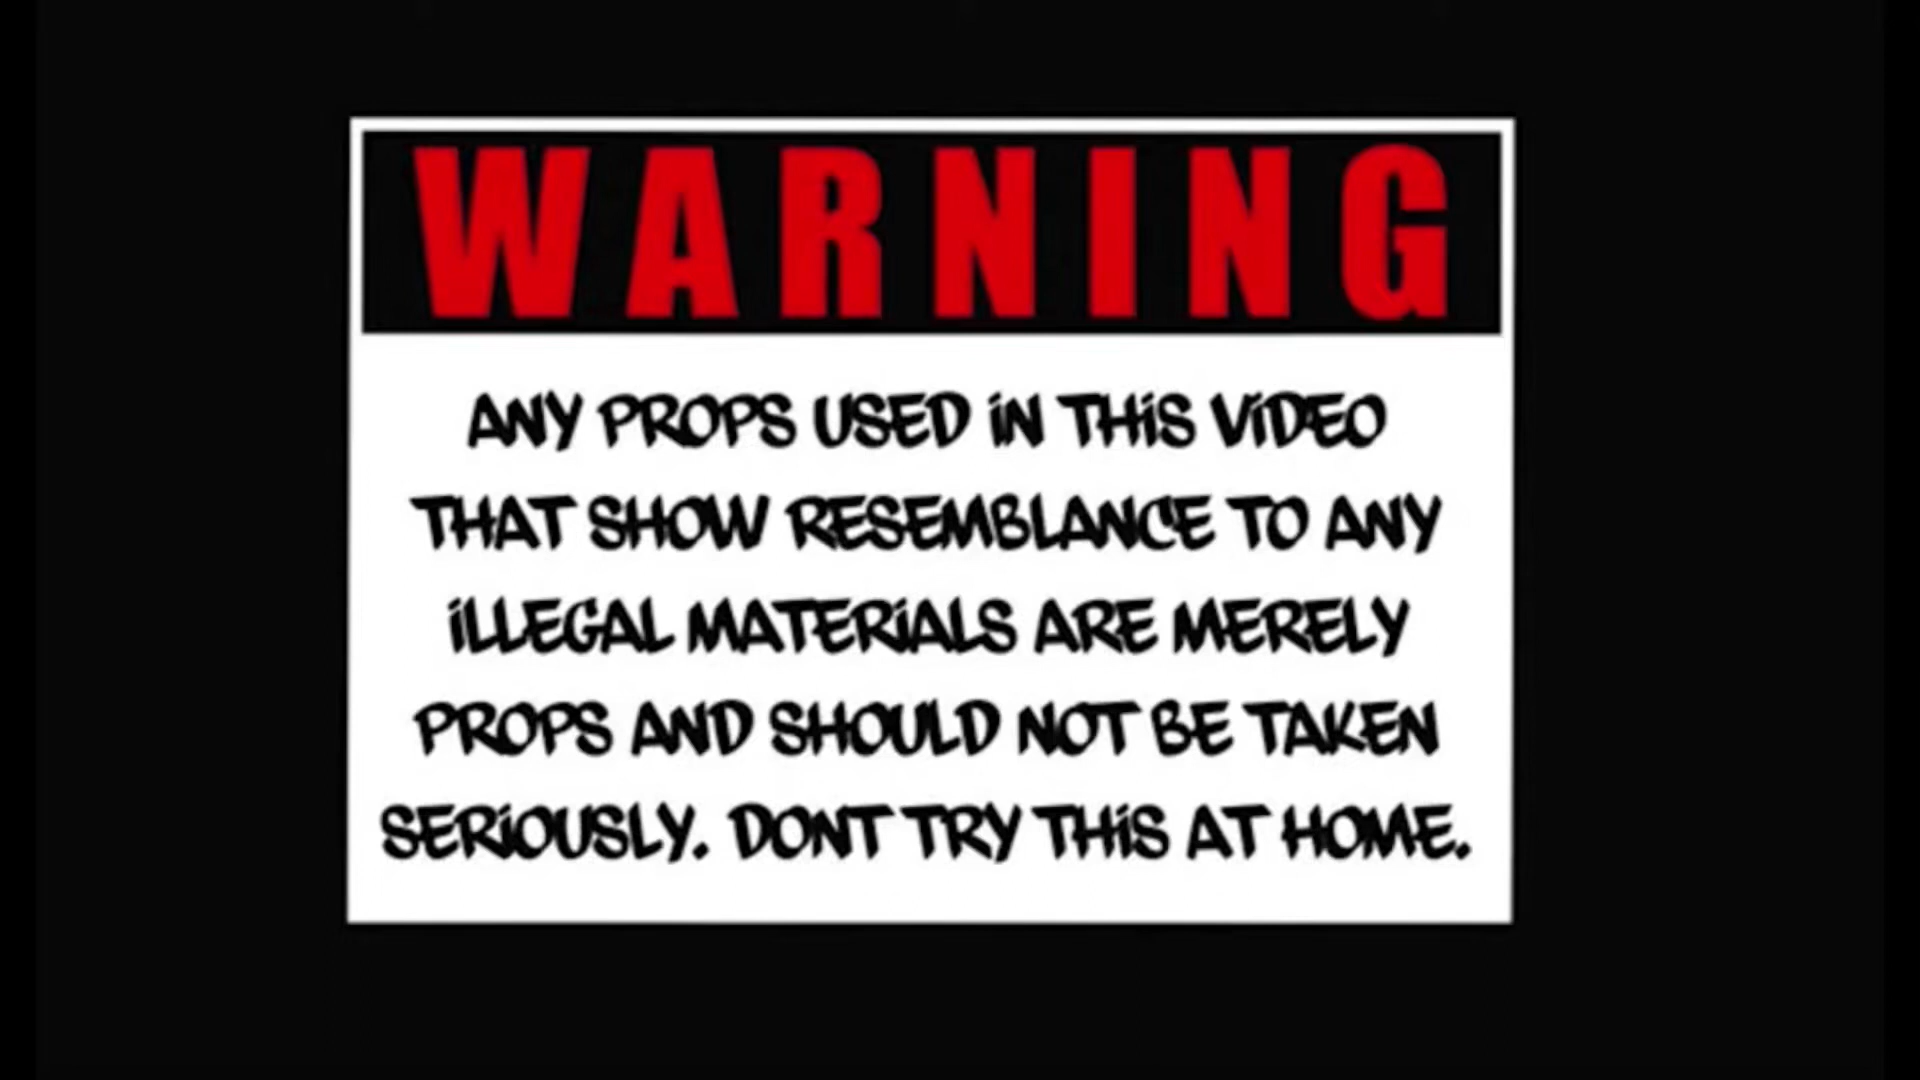 WARNING
ANY PROPS USED iN THiS ViDEO
THAT SHOW RESEMBLANCE TO ANY
iLLEGAL MATERiALS ARE MERELY
PROPS AND SHOULD NOT BE TAKEN
SERiOUSLY. DONT TRY THiS AT HOME.